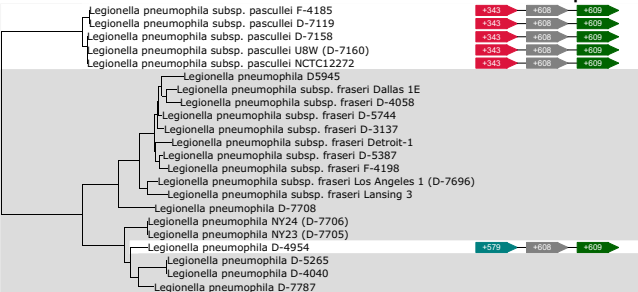 Legionella pneumophila subsp. pascullei F-4185 +343 +608 +609
Legionella pneumophila subsp. pascullei D-7119 +343 +608 +609
Legionella pneumophila subsp. pascullei D-7158 +343 +608 +609
Legionella pneumophila subsp. pascullei U8W (D-7160) +343 +608 +609
Legionella pneumophila subsp. pascullei NCTC12272 +343 +608 +609
Legionella pneumophila D5945
Legionella pneumophila subsp. fraseri Dallas 1E
Legionella pneumophila subsp. fraseri D-4058
Legionella pneumophila subsp. fraseri D-5744
Legionella pneumophila subsp. fraseri D-3137
Legionella pneumophila subsp. fraseri Detroit-1
Legionella pneumophila subsp. fraseri D-5387
Legionella pneumophila subsp. fraseri F-4198
Legionella pneumophila subsp. fraseri Los Angeles 1 (D-7696)
Legionella pneumophila subsp. fraseri Lansing 3
Legionella pneumophila D-7708
Legionella pneumophila NY24 (D-7706)
Legionella pneumophila NY23 (D-7705)
Legionella pneumophila D-4954 +579 +608 +609
Legionella pneumophila D-5265
Legionella pneumophila D-4040
Legionella pneumophila D-7787